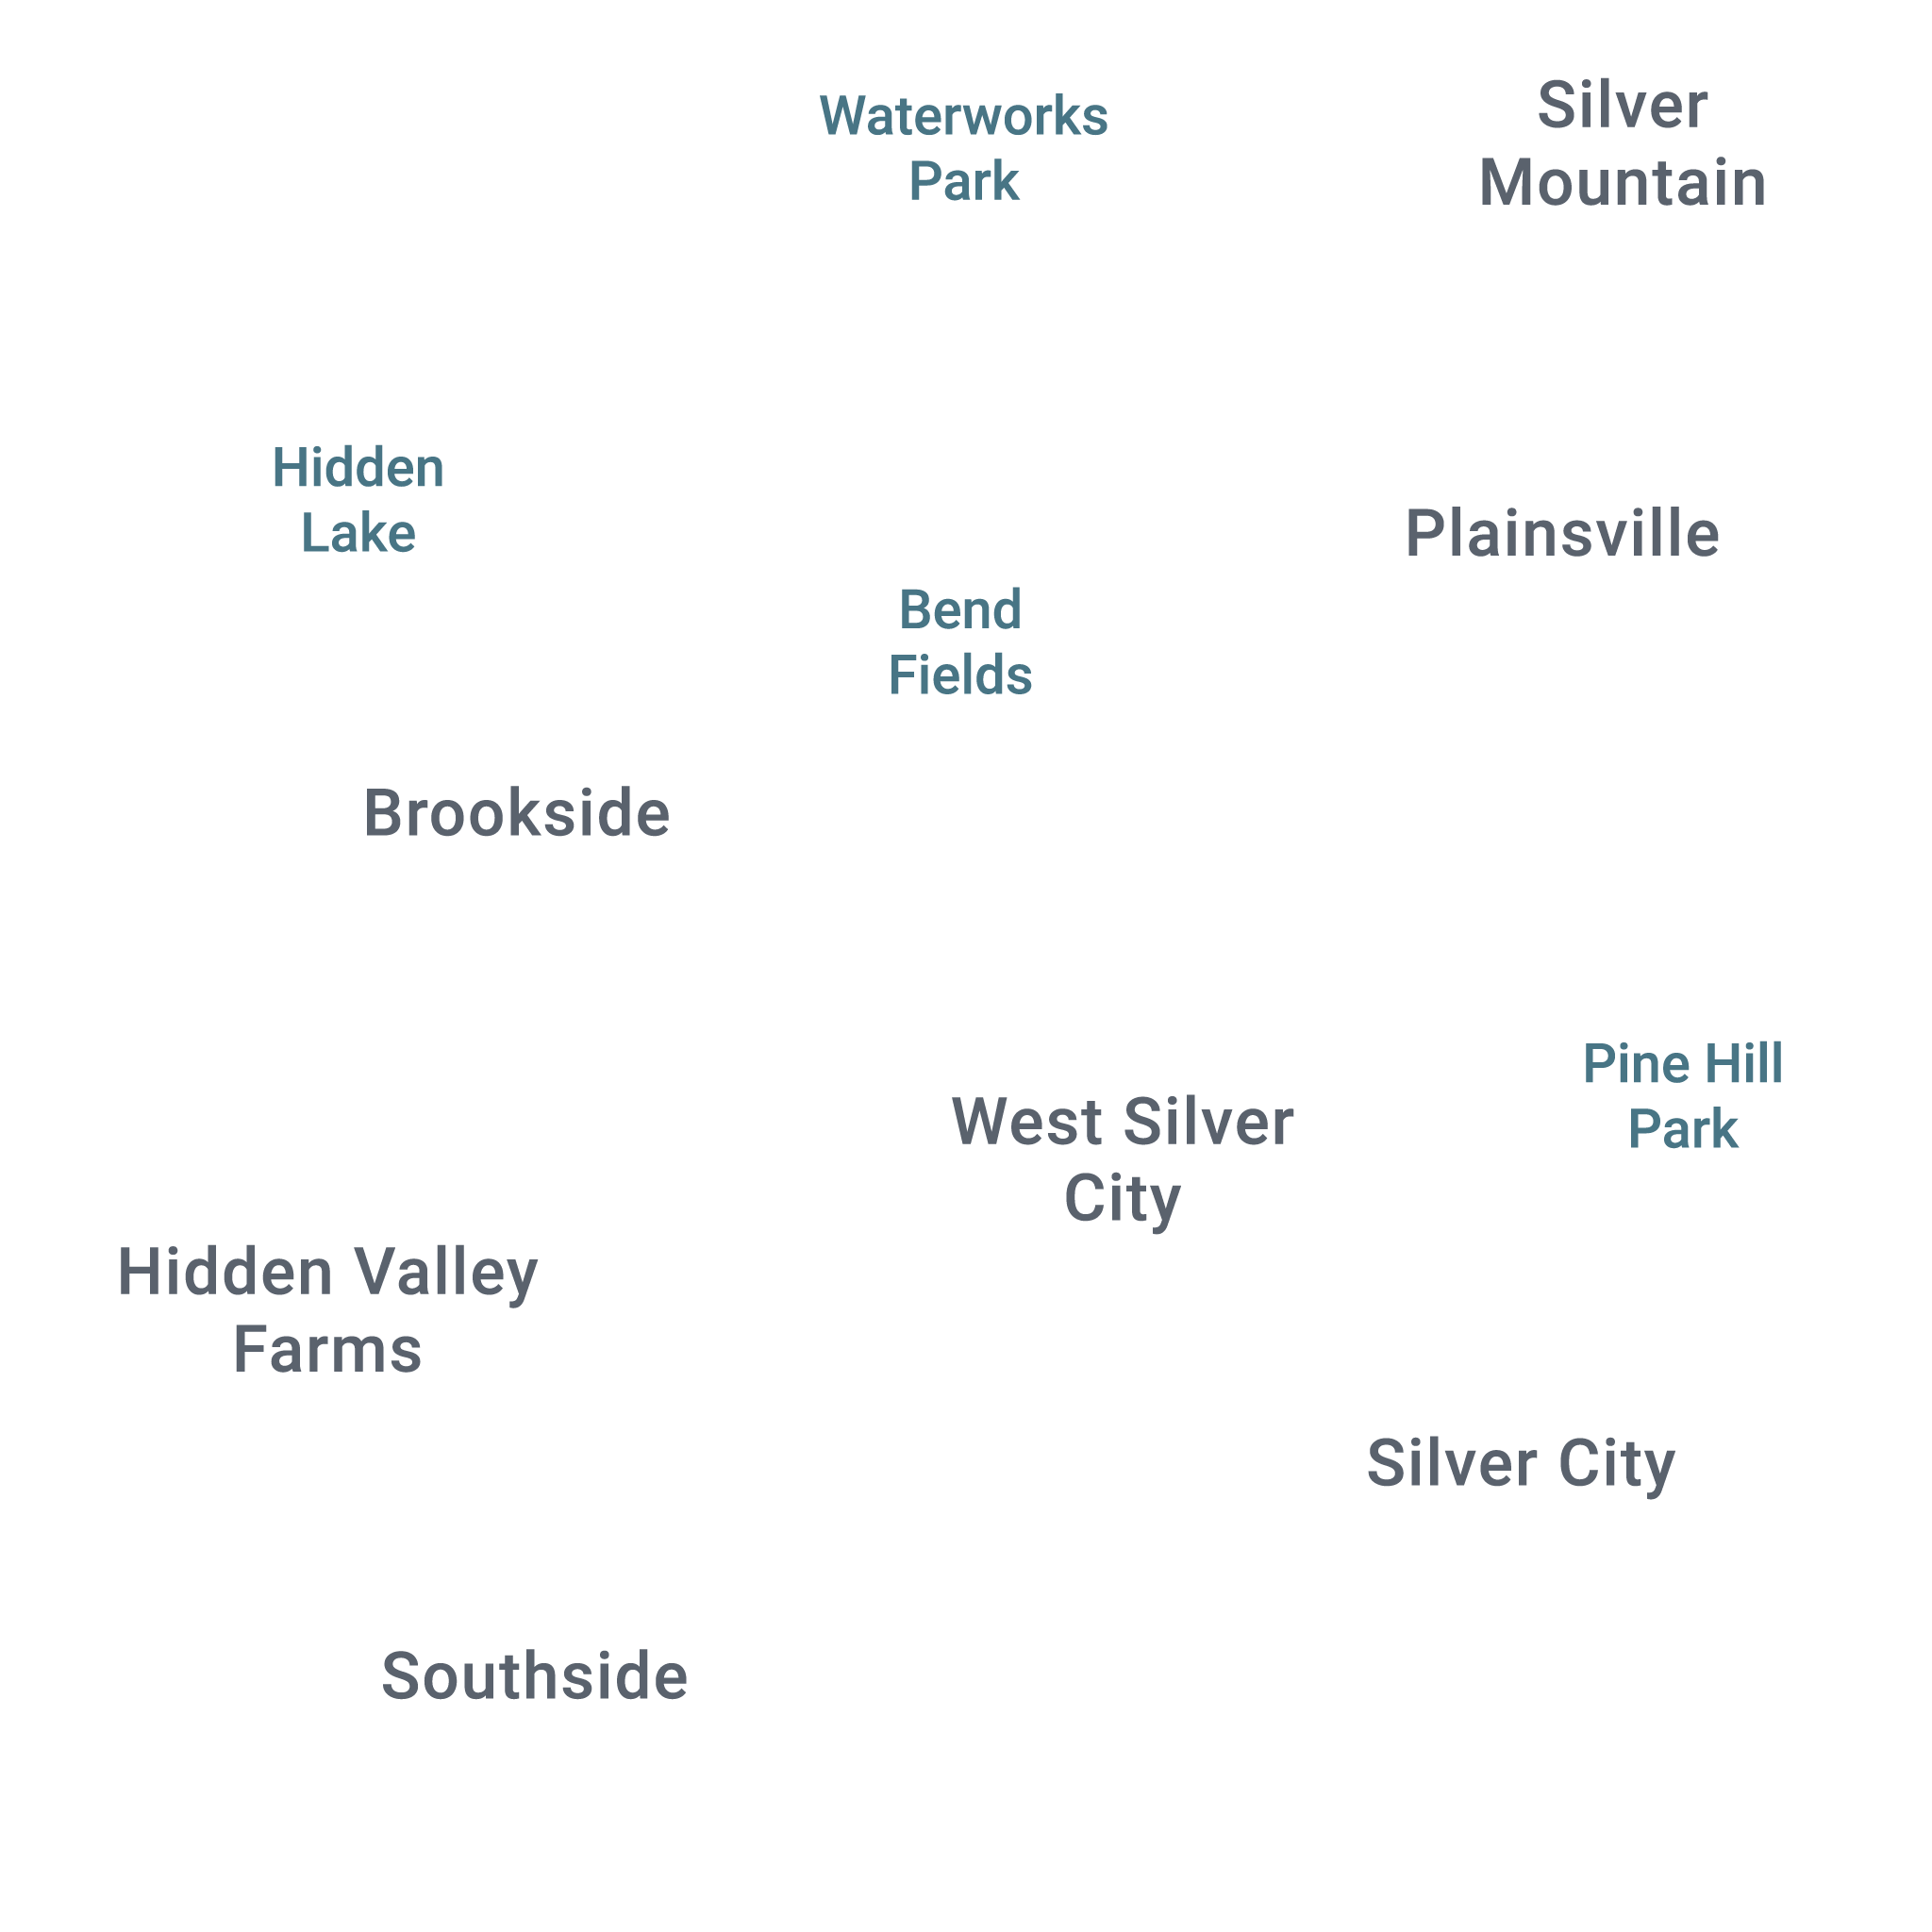 Waterworks
Park
Silver
Mountain
Hidden
Lake
Plainsville
Bend
Fields
Brookside
Pine Hill
Park
West Silver
City
Hidden Valley
Farms
Silver City
Southside